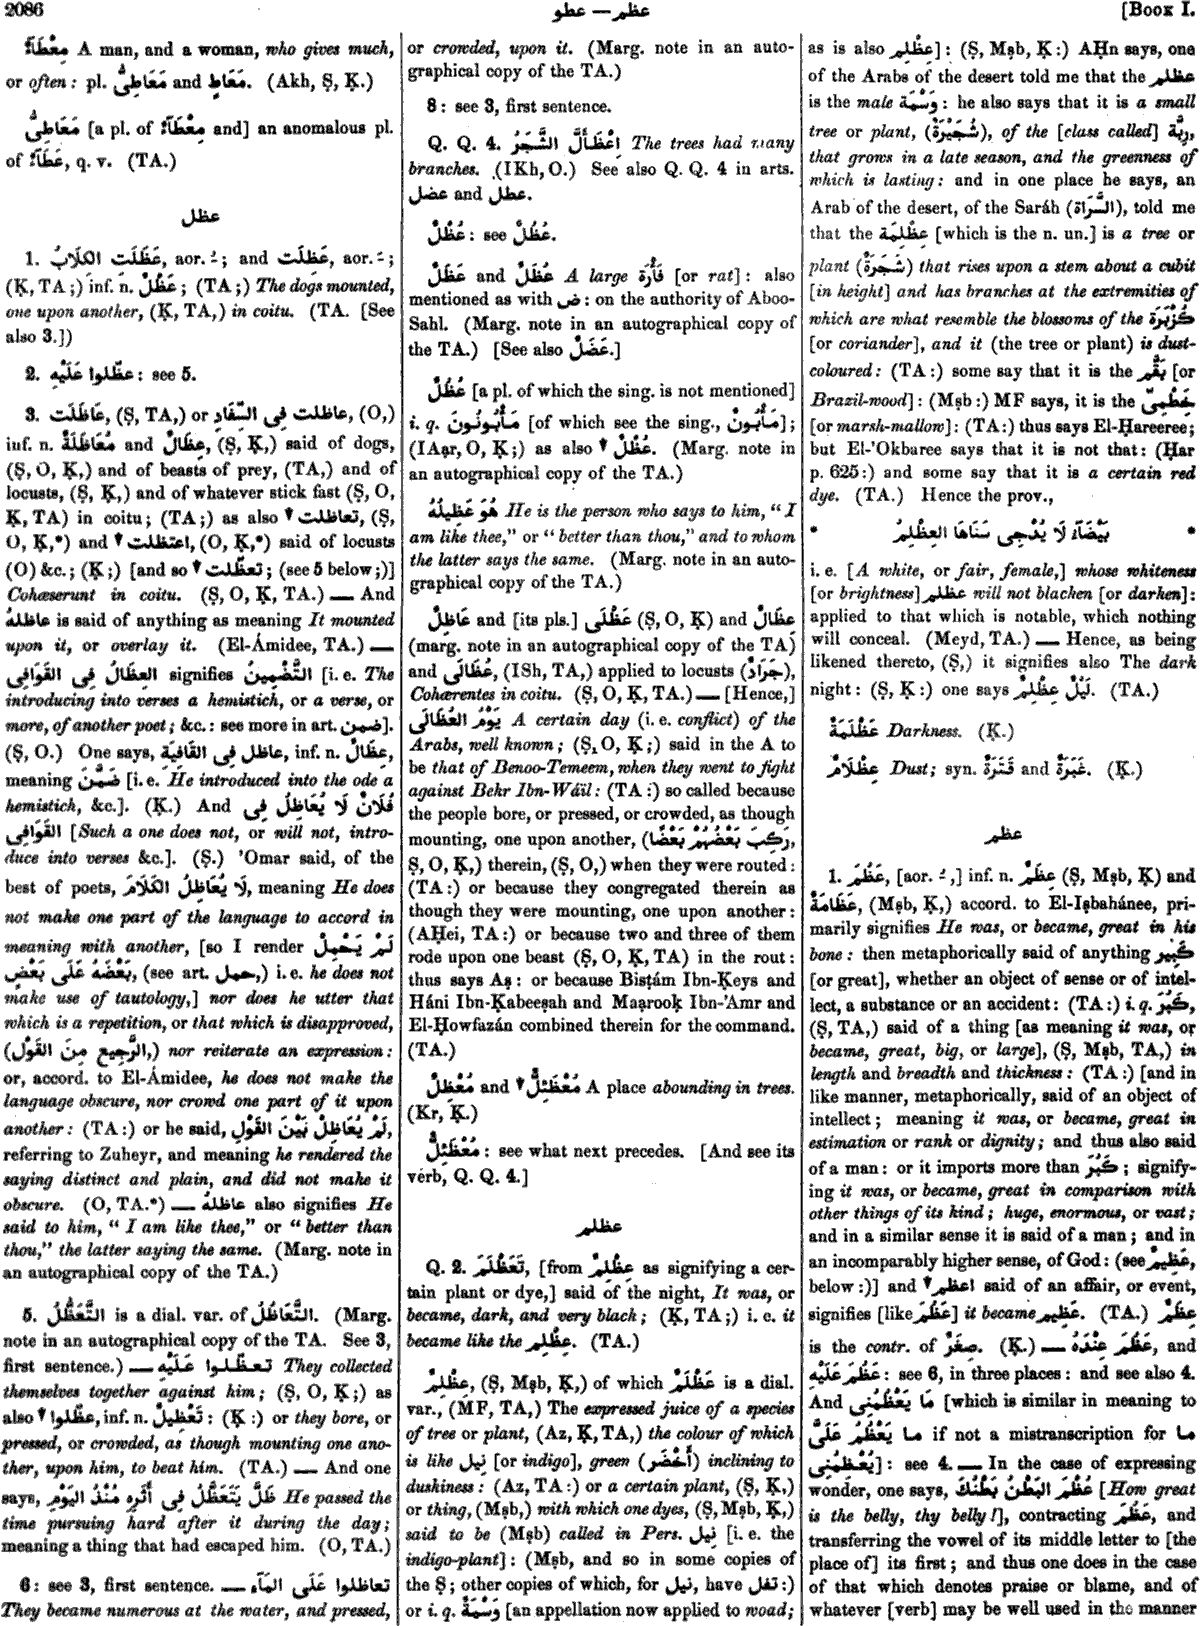 2086
عطو — عظم
[Book I.
مِعْطَآءٌ A man, and a woman, who gives much,
or often: pl. مَعَاطِىُّ and مَعَاطٍ. (Akh, Ṣ, Ḳ.)
مَعَاطِىُّ [a pl. of مِعْطَآءٌ and] an anomalous pl.
of عَطَآءٌ, q. v. (TA.)
عظل
1. عَظَلَت الكِلَابُ, aor. ـُ; and عَظِلَت, aor. ـَ;
(Ḳ, TA;) inf. n. عَظْلٌ; (TA;) The dogs mounted,
one upon another, (Ḳ, TA,) in coitu. (TA. [See
also 3.])
2. عظّلوا عَلَيْهِ: see 5.
3. عَاظَلَت, (Ṣ, TA,) or عاظلت فِى السِّفَادِ, (O,)
inf. n. مُعَاظَلَةٌ and عِظَالٌ, (Ṣ, Ḳ,) said of dogs,
(Ṣ, O, Ḳ,) and of beasts of prey, (TA,) and of
locusts, (Ṣ, Ḳ,) and of whatever stick fast (Ṣ, O,
Ḳ, TA) in coitu; (TA;) as also تعاظلت, (Ṣ,
O, Ḳ,*) and اعتظلت, (O, Ḳ,*) said of locusts
(O) &c.; (Ḳ;) [and so تعظّلت; (see 5 below;)]
Cohæserunt in coitu. (Ṣ, O, Ḳ, TA.) — And
عاظلهُ is said of anything as meaning It mounted
upon it, or overlay it. (El-Ámidee, TA.) —
العِظَالُ فِى القَوَافِى signifies التَّضْمِينُ [i. e. The
introducing into verses a hemistich, or a verse, or
more, of another poet; &c.: see more in art. ضمن].
(Ṣ, O.) One says, عاظل فِى القَافِيَةِ, inf. n. عِظَالٌ,
meaning ضَمَّنَ [i. e. He introduced into the ode a
hemistich, &c.]. (Ḳ.) And فُلَانٌ لَا يُعَاظِلُ فِى
القَوَافِى [Such a one does not, or will not, intro-
duce into verses &c.]. (Ṣ.) 'Omar said, of the
best of poets, لَا يُعَاظِلُ الكَلَامَ, meaning He does
not make one part of the language to accord in
meaning with another, [so I render لَمْ يَحْمِلْ
بَعْضَهُ عَلَى بَعْضٍ, (see art. حمل,) i. e. he does not
make use of tautology,] nor does he utter that
which is a repetition, or that which is disapproved,
(الرَّجِيعِ مِنَ القَوْلِ,) nor reiterate an expression:
or, accord. to El-Ámidee, he does not make the
language obscure, nor crowd one part of it upon
another: (TA:) or he said, لَمْ يُعَاظِلْ بَيْنَ القَوْلِ,
referring to Zuheyr, and meaning he rendered the
saying distinct and plain, and did not make it
obscure. (O, TA.*) — عاظلهُ also signifies He
said to him, “I am like thee,” or “better than
thou,” the latter saying the same. (Marg. note in
an autographical copy of the TA.)
5. التَّعَظُّلُ is a dial. var. of التَّعَاظُلُ. (Marg.
note in an autographical copy of the TA. See 3,
first sentence.) — تعظّلوا عَلَيْهِ They collected
themselves together against him; (Ṣ, O, Ḳ;) as
also عظّلوا, inf. n. تَعْظِيلٌ: (Ḳ:) or they bore, or
pressed, or crowded, as though mounting one ano-
ther, upon him, to beat him. (TA.) — And one
says, ظَلَّ يَتَعَظَّلُ فِى أَثَرِهِ مُنْذُ اليَوْمِ He passed the
time pursuing hard after it during the day;
meaning a thing that had escaped him. (O, TA.)
6: see 3, first sentence. — تعاظلوا عَلَى المَآءِ
They became numerous at the water, and pressed,
or crowded, upon it. (Marg. note in an auto-
graphical copy of the TA.)
8: see 3, first sentence.
Q. Q. 4. اِعْظَأَلَّ الشَّجَرُ The trees had many
branches. (IKh, O.) See also Q. Q. 4 in arts.
عطل and عضل.
عُظْلٌ: see عُظُلٌ.
عَظَلٌ and عُظَلٌ A large فَأْرَة [or rat]: also
mentioned as with ض: on the authority of Aboo-
Sahl. (Marg. note in an autographical copy of
the TA.) [See also عَضَلٌ.]
عُظُلٌ [a pl. of which the sing. is not mentioned]
i. q. مَأْبُونُونَ [of which see the sing., مَأْبُونٌ];
(IAạr, O, Ḳ;) as also عُظْلٌ. (Marg. note in
an autographical copy of the TA.)
هُوَ عَظِيلُهُ He is the person who says to him, “I
am like thee,” or “better than thou,” and to whom
the latter says the same. (Marg. note in an auto-
graphical copy of the TA.)
عَاظِلٌ and [its pls.] عَظْلَى (Ṣ, O, Ḳ) and عِظَالٌ
(marg. note in an autographical copy of the TA)
and عُظَالَى, (ISh, TA,) applied to locusts (جَرَادٌ),
Cohærentes in coitu. (Ṣ, O, Ḳ, TA.) — [Hence,]
يَوْمُ العُظَالَى A certain day (i. e. conflict) of the
Arabs, well known; (Ṣ, O, Ḳ;) said in the A to
be that of Benoo-Temeem, when they went to fight
against Bekr Ibn-Wáïl: (TA:) so called because
the people bore, or pressed, or crowded, as though
mounting, one upon another, (رَكِبَ بَعْضُهُمْ بَعْضًا,
Ṣ, O, Ḳ,) therein, (Ṣ, O,) when they were routed:
(TA:) or because they congregated therein as
though they were mounting, one upon another:
(AḤei, TA:) or because two and three of them
rode upon one beast (Ṣ, O, Ḳ, TA) in the rout:
thus says Aṣ: or because Bisṭám Ibn-Ḳeys and
Háni Ibn-Ḳabeeṣah and Maạrooḳ Ibn-'Amr and
El-Ḥowfazán combined therein for the command.
(TA.)
مُعْظِلٌ and مُعْظَئِلٌّ A place abounding in trees.
(Kr, Ḳ.)
مُعْظَئِلٌّ: see what next precedes. [And see its
verb, Q. Q. 4.]
عظلم
Q. 2. تَعَظْلَمَ, [from عِظْلِمٌ as signifying a cer-
tain plant or dye,] said of the night, It was, or
became, dark, and very black; (Ḳ, TA;) i. e. it
became like the عِظْلِم. (TA.)
عِظْلِمٌ, (Ṣ, Mṣb, Ḳ,) of which عَظْلَمٌ is a dial.
var., (MF, TA,) The expressed juice of a species
of tree or plant, (Az, Ḳ, TA,) the colour of which
is like نِيل [or indigo], green (أَخْضَر) inclining to
duskiness: (Az, TA:) or a certain plant, (Ṣ, Ḳ,)
or thing, (Mṣb,) with which one dyes, (Ṣ, Mṣb, Ḳ,)
said to be (Mṣb) called in Pers. نِيل [i. e. the
indigo-plant]: (Mṣb, and so in some copies of
the Ṣ; other copies of which, for نيل, have تفل:)
or i. q. وَسْمَة [an appellation now applied to woad;
as is also عِظْلِم]: (Ṣ, Mṣb, Ḳ:) AḤn says, one
of the Arabs of the desert told me that the عظلم
is the male وَسْمَة: he also says that it is a small
tree or plant, (شُجَيْرَةٌ), of the [class called] رِبَّة,
that grows in a late season, and the greenness of
which is lasting: and in one place he says, an
Arab of the desert, of the Saráh (السَّرَاة), told me
that the عِظْلِمَة [which is the n. un.] is a tree or
plant (شَجَرَةٌ) that rises upon a stem about a cubit
[in height] and has branches at the extremities of
which are what resemble the blossoms of the كُزْبَرَة
[or coriander], and it (the tree or plant) is dust-
coloured: (TA:) some say that it is the بَقَّم [or
Brazil-wood]: (Mṣb:) MF says, it is the خَطْمِىّ
[or marsh-mallow]: (TA:) thus says El-Ḥareeree;
but El-'Okbaree says that it is not that: (Ḥar
p. 625:) and some say that it is a certain red
dye. (TA.) Hence the prov.,
* بَيْضَآءُ لَا يُدْجِى سَنَاهَا العِظْلِمُ *
i. e. [A white, or fair, female,] whose whiteness
[or brightness] عظلم will not blacken [or darken]:
applied to that which is notable, which nothing
will conceal. (Meyd, TA.) — Hence, as being
likened thereto, (Ṣ,) it signifies also The dark
night: (Ṣ, Ḳ:) one says لَيْلٌ عِظْلِمٌ. (TA.)
عَظْلَمَةٌ Darkness. (Ḳ.)
عِظْلَامٌ Dust; syn. قَتَرَةٌ and غَبَرَةٌ. (Ḳ.)
عظم
1. عَظُمَ, [aor. ـُ,] inf. n. عِظَمٌ (Ṣ, Mṣb, Ḳ) and
عَظَامَةٌ, (Mṣb, Ḳ,) accord. to El-Iṣbahánee, pri-
marily signifies He was, or became, great in his
bone: then metaphorically said of anything كَبِير
[or great], whether an object of sense or of intel-
lect, a substance or an accident: (TA:) i. q. كَبُرَ,
(Ṣ, TA,) said of a thing [as meaning it was, or
became, great, big, or large], (Ṣ, Mṣb, TA,) in
length and breadth and thickness: (TA:) [and in
like manner, metaphorically, said of an object of
intellect; meaning it was, or became, great in
estimation or rank or dignity; and thus also said
of a man: or it imports more than كَبُرَ; signify-
ing it was, or became, great in comparison with
other things of its kind; huge, enormous, or vast;
and in a similar sense it is said of a man; and in
an incomparably higher sense, of God: (see عَظِيمٌ,
below:)] and اعظم said of an affair, or event,
signifies [like عَظُمَ] it became عَظِيم. (TA.) عِظَمٌ
is the contr. of صِغَرٌ. (Ḳ.) — عَظُمَ عِنْدَهُ, and
عَظُمَ عَلَيْهِ: see 6, in three places: and see also 4.
And مَا يَعْظُمُنِى [which is similar in meaning to
ما يَعْظُمُ عَلَىَّ if not a mistranscription for ما
يُعْظِمُنِى]: see 4. — In the case of expressing
wonder, one says, عُظْمَ البَطْنُ بَطْنُكَ [How great
is the belly, thy belly!], contracting عَظُمَ, and
transferring the vowel of its middle letter to [the
place of] its first; and thus one does in the case
of that which denotes praise or blame, and of
whatever [verb] may be well used in the manner